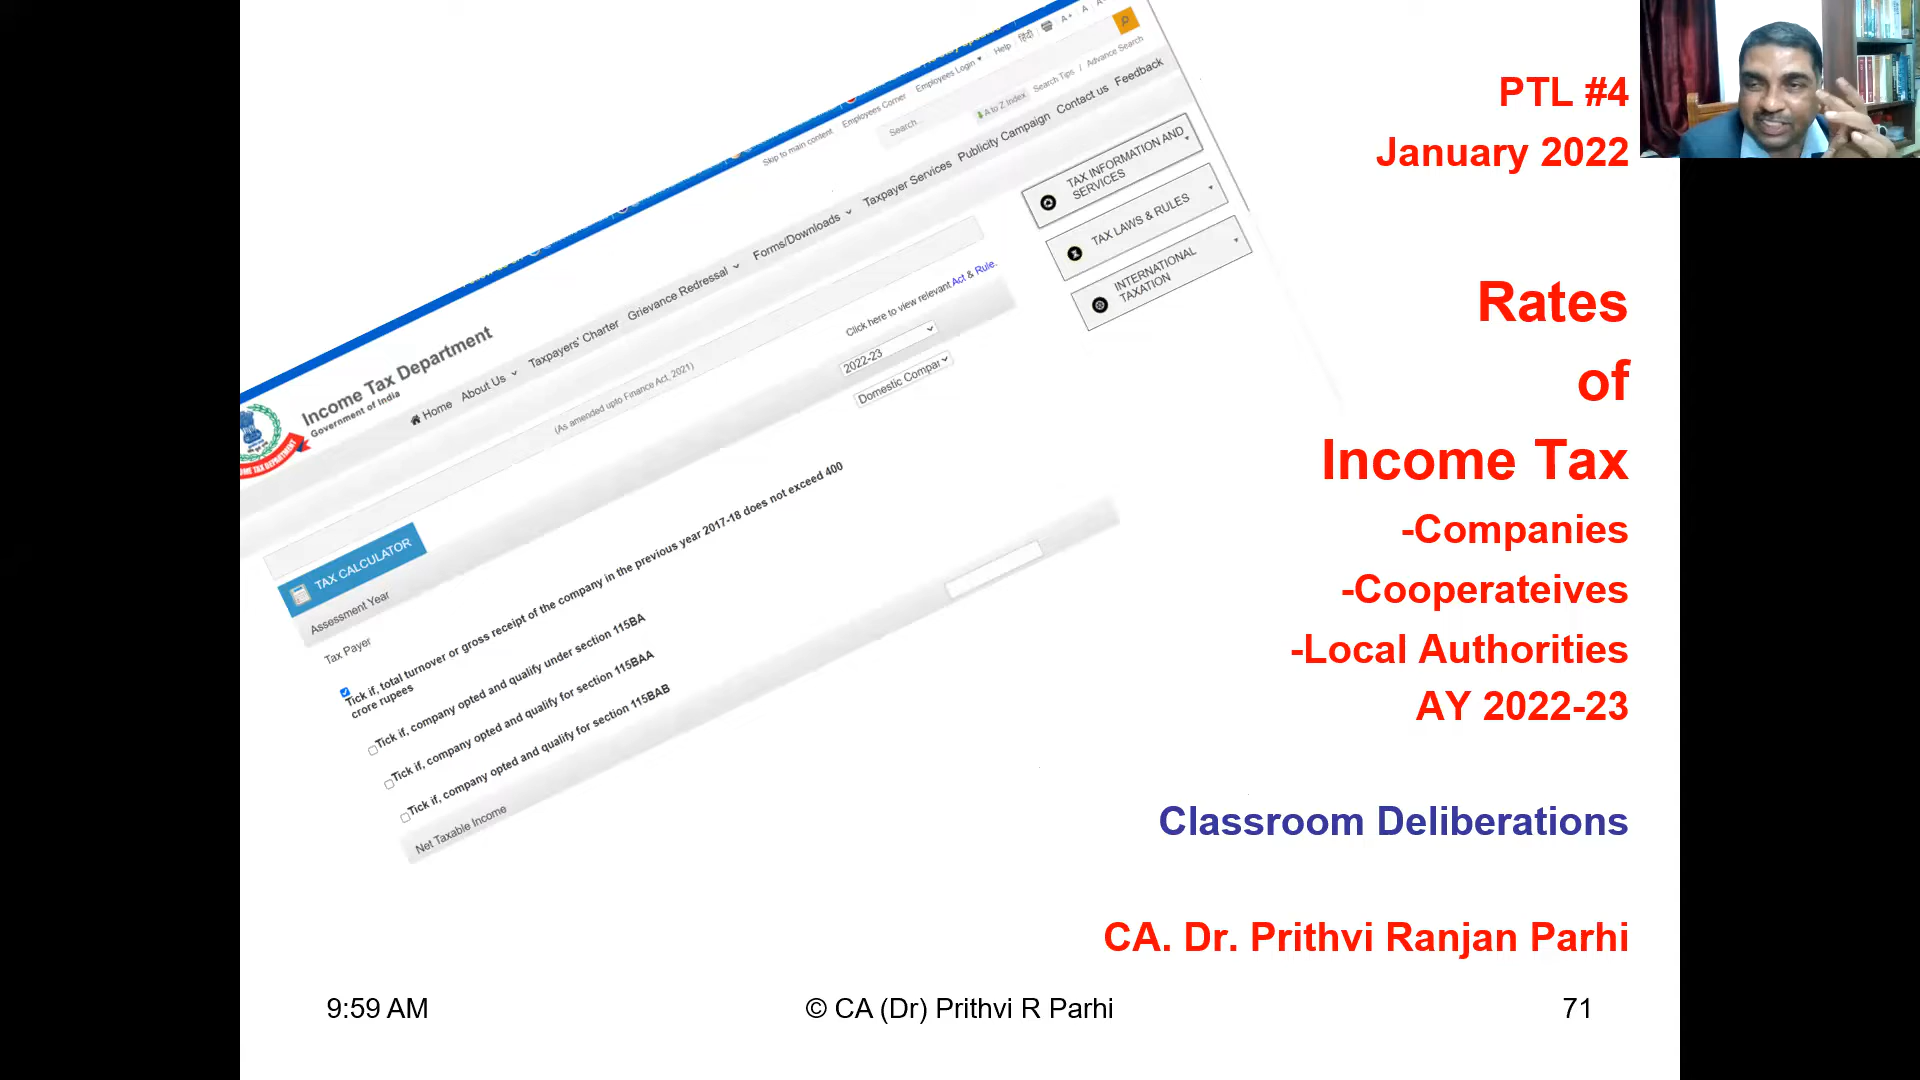 Skip to main content
Employees Corner
Employees Login
Help
हिंदी
A+
A
Search...
A to Z Index
Search Tips / Advance Search
Income Tax Department
Government of India
Home
About Us
Taxpayers' Charter
Grievance Redressal
Forms/Downloads
Taxpayer Services
Publicity Campaign
Contact us
Feedback
TAX INFORMATION AND
SERVICES
TAX LAWS & RULES
INTERNATIONAL
TAXATION
(As amended upto Finance Act, 2021)
Click here to view relevant Act & Rule.
TAX CALCULATOR
Assessment Year
2022-23
Tax Payer
Domestic Compar
Tick if, total turnover or gross receipt of the company in the previous year 2017-18 does not exceed 400
crore rupees
Tick if, company opted and qualify under section 115BA
Tick if, company opted and qualify for section 115BAA
Tick if, company opted and qualify for section 115BAB
Net Taxable Income
PTL #4
January 2022
Rates
of
Income Tax
-Companies
-Cooperateives
-Local Authorities
AY 2022-23
Classroom Deliberations
CA. Dr. Prithvi Ranjan Parhi
9:59 AM
© CA (Dr) Prithvi R Parhi
71